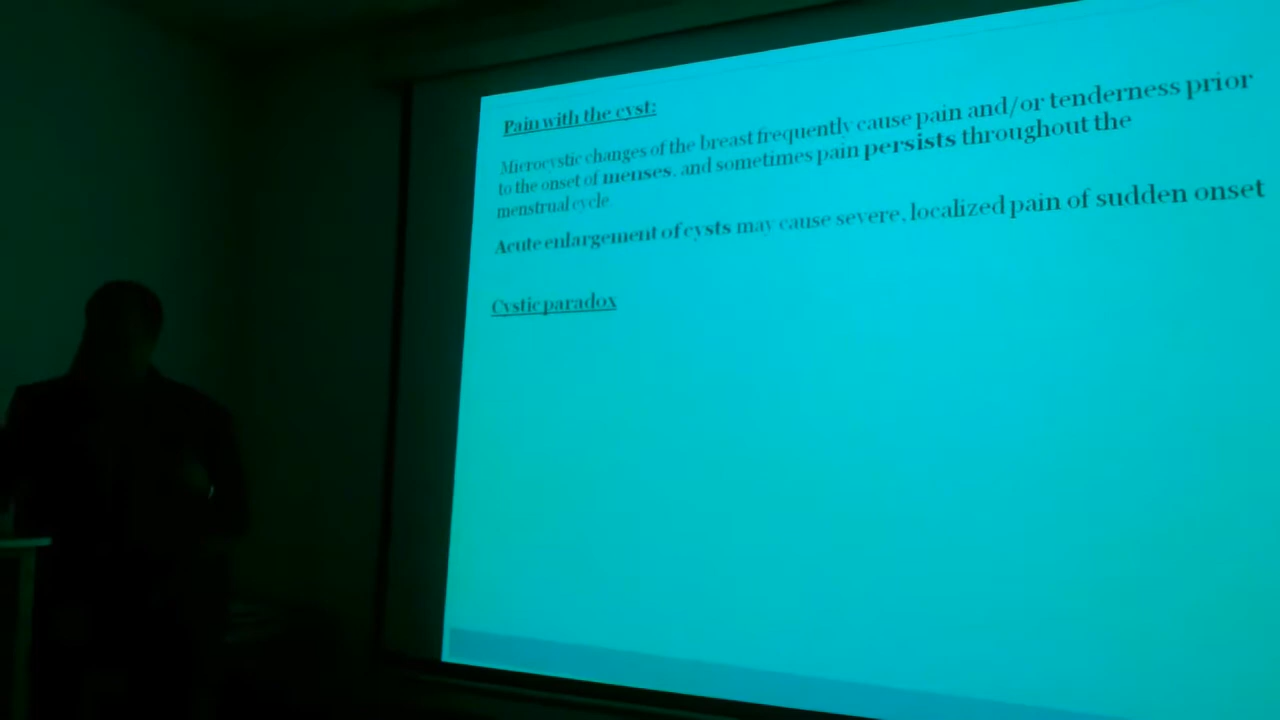 Pain with the cyst:
Microcystic changes of the breast frequently cause pain and/or tenderness prior
to the onset of menses, and sometimes pain persists throughout the
menstrual cycle.
Acute enlargement of cysts may cause severe, localized pain of sudden onset
Cystic paradox